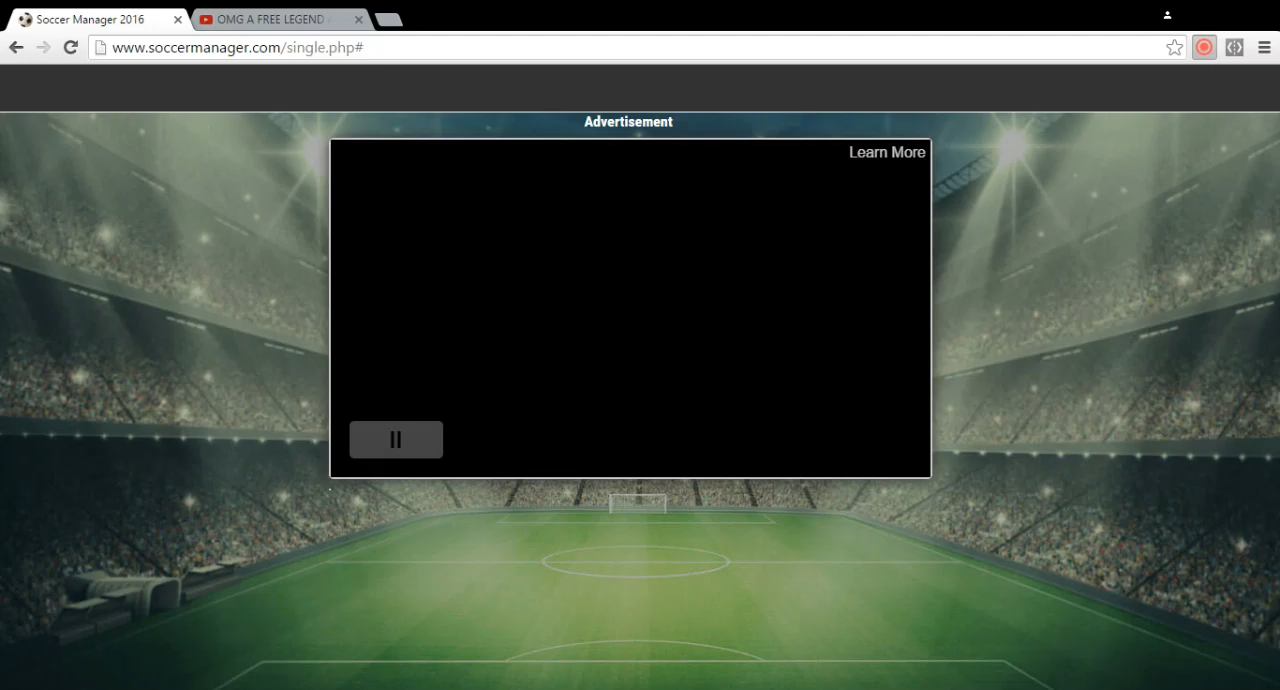 Soccer Manager 2016
OMG A FREE LEGEND
www.soccermanager.com/single.php#
Advertisement
Learn More